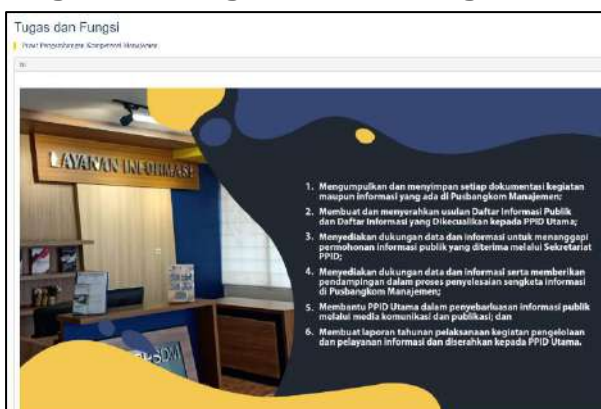 Tugas dan Fungsi
Pusat Pengembangan Kompetensi Manajemen
LAYANAN INFORMASI
1. Mengumpulkan dan menyimpan setiap dokumentasi kegiatan
maupun informasi yang ada di Pusbangkom Manajemen;
2. Membuat dan menyerahkan usulan Daftar Informasi Publik
dan Daftar Informasi yang Dikecualikan kepada PPID Utama;
3. Menyediakan dukungan data dan informasi untuk menanggapi
permohonan informasi publik yang diterima melalui Sekretariat
PPID;
4. Menyediakan dukungan data dan informasi serta memberikan
pendampingan dalam proses penyelesaian sengketa informasi
di Pusbangkom Manajemen;
5. Membantu PPID Utama dalam penyebarluasan informasi publik
melalui media komunikasi dan publikasi; dan
6. Membuat laporan tahunan pelaksanaan kegiatan pengelolaan
dan pelayanan informasi dan diserahkan kepada PPID Utama.